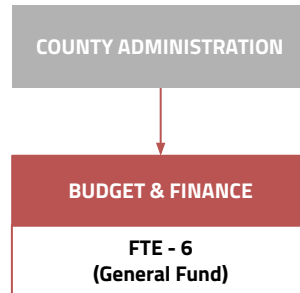 COUNTY ADMINISTRATION
BUDGET & FINANCE
FTE - 6
(General Fund)